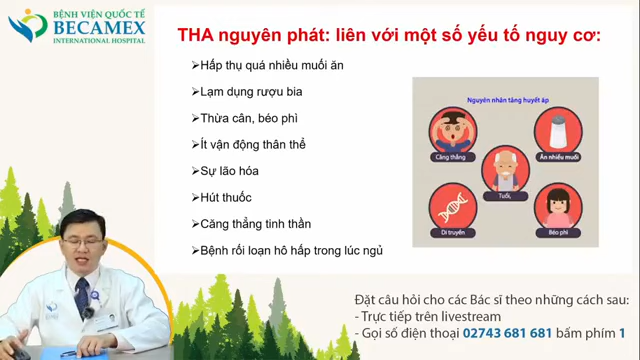 BỆNH VIỆN QUỐC TẾ
BECAMEX
INTERNATIONAL HOSPITAL
THA nguyên phát: liên với một số yếu tố nguy cơ:
➢Hấp thụ quá nhiều muối ăn
➢Lạm dụng rượu bia
➢Thừa cân, béo phì
➢Ít vận động thân thể
➢Sự lão hóa
➢Hút thuốc
➢Căng thẳng tinh thần
➢Bệnh rối loạn hô hấp trong lúc ngủ
Nguyên nhân tăng huyết áp
Căng thẳng
Ăn nhiều muối
Tuổi,
Di truyền
Béo phì
Đặt câu hỏi cho các Bác sĩ theo những cách sau:
- Trực tiếp trên livestream
- Gọi số điện thoại 02743 681 681 bấm phím 1